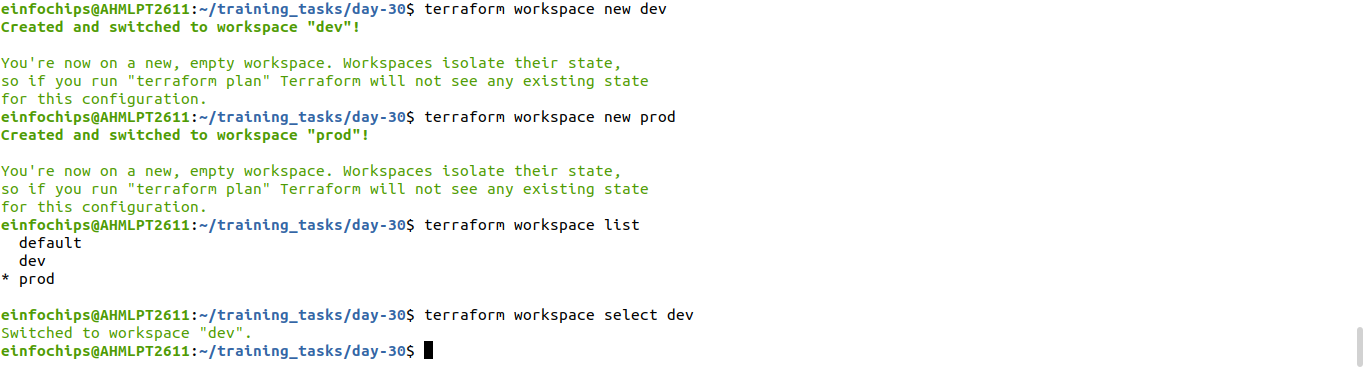 einfochips@AHMLPT2611:~/training_tasks/day-30$ terraform workspace new dev
Created and switched to workspace "dev"!

You're now on a new, empty workspace. Workspaces isolate their state,
so if you run "terraform plan" Terraform will not see any existing state
for this configuration.
einfochips@AHMLPT2611:~/training_tasks/day-30$ terraform workspace new prod
Created and switched to workspace "prod"!

You're now on a new, empty workspace. Workspaces isolate their state,
so if you run "terraform plan" Terraform will not see any existing state
for this configuration.
einfochips@AHMLPT2611:~/training_tasks/day-30$ terraform workspace list
  default
  dev
* prod

einfochips@AHMLPT2611:~/training_tasks/day-30$ terraform workspace select dev
Switched to workspace "dev".
einfochips@AHMLPT2611:~/training_tasks/day-30$